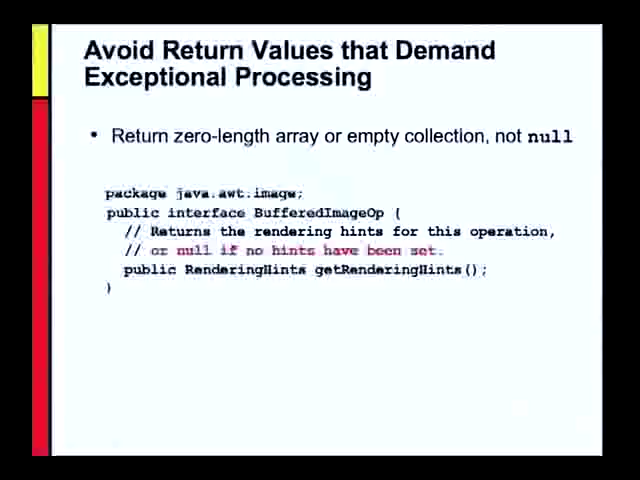 Avoid Return Values that Demand
Exceptional Processing
• Return zero-length array or empty collection, not null
package java.awt.image;
public interface BufferedImageOp {
// Returns the rendering hints for this operation,
// or null if no hints have been set.
public RenderingHints getRenderingHints();
}